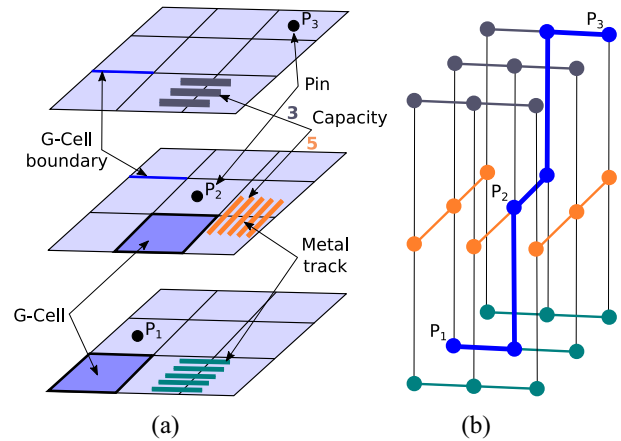 P3
Pin
3
Capacity
G-Cell
boundary
5
P2
Metal
track
G-Cell
P1
(a)
P3
P2
P1
(b)